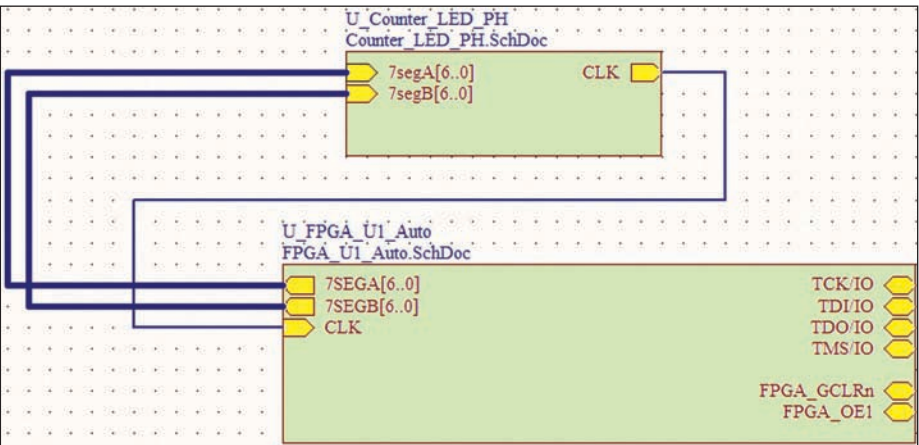 U_Counter_LED_PH
Counter_LED_PH.SchDoc
7segA[6..0] CLK
7segB[6..0]
U_FPGA_U1_Auto
FPGA_U1_Auto.SchDoc
7SEGA[6..0] TCK/IO
7SEGB[6..0] TDI/IO
CLK TDO/IO
TMS/IO
FPGA_GCLRn
FPGA_OE1